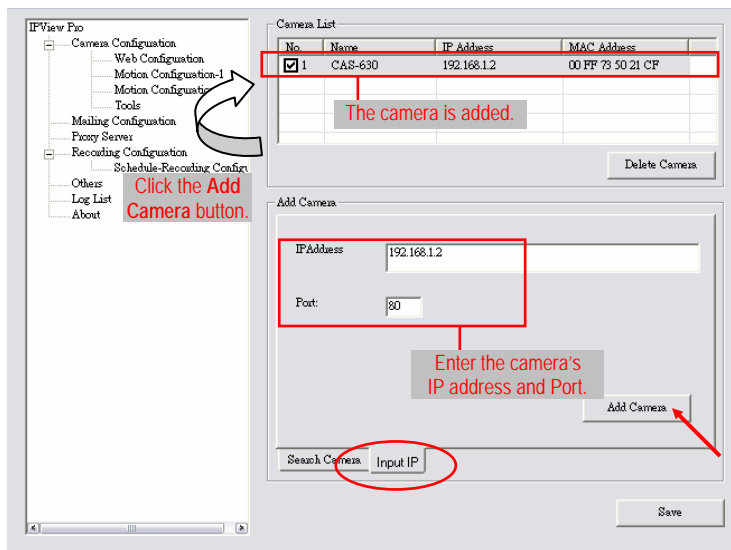 IPView Pro
Camera Configuration
Web Configuration
Motion Configuration-1
Motion
Tools
Mailing Configuration
Proxy Server
Recording Configuration
Schedule-Recording
Others
Log List
About
Click the Add
Camera button.
Camera List
No. Name IP Address MAC Address
1 CAS-630 192.168.1.2 00 FF 73 50 21 CF
The camera is added.
Delete Camera
Add Camera
IPAddress 192.168.1.2
Port: 80
Enter the camera's
IP address and Port.
Add Camera
Search Camera Input IP
Save